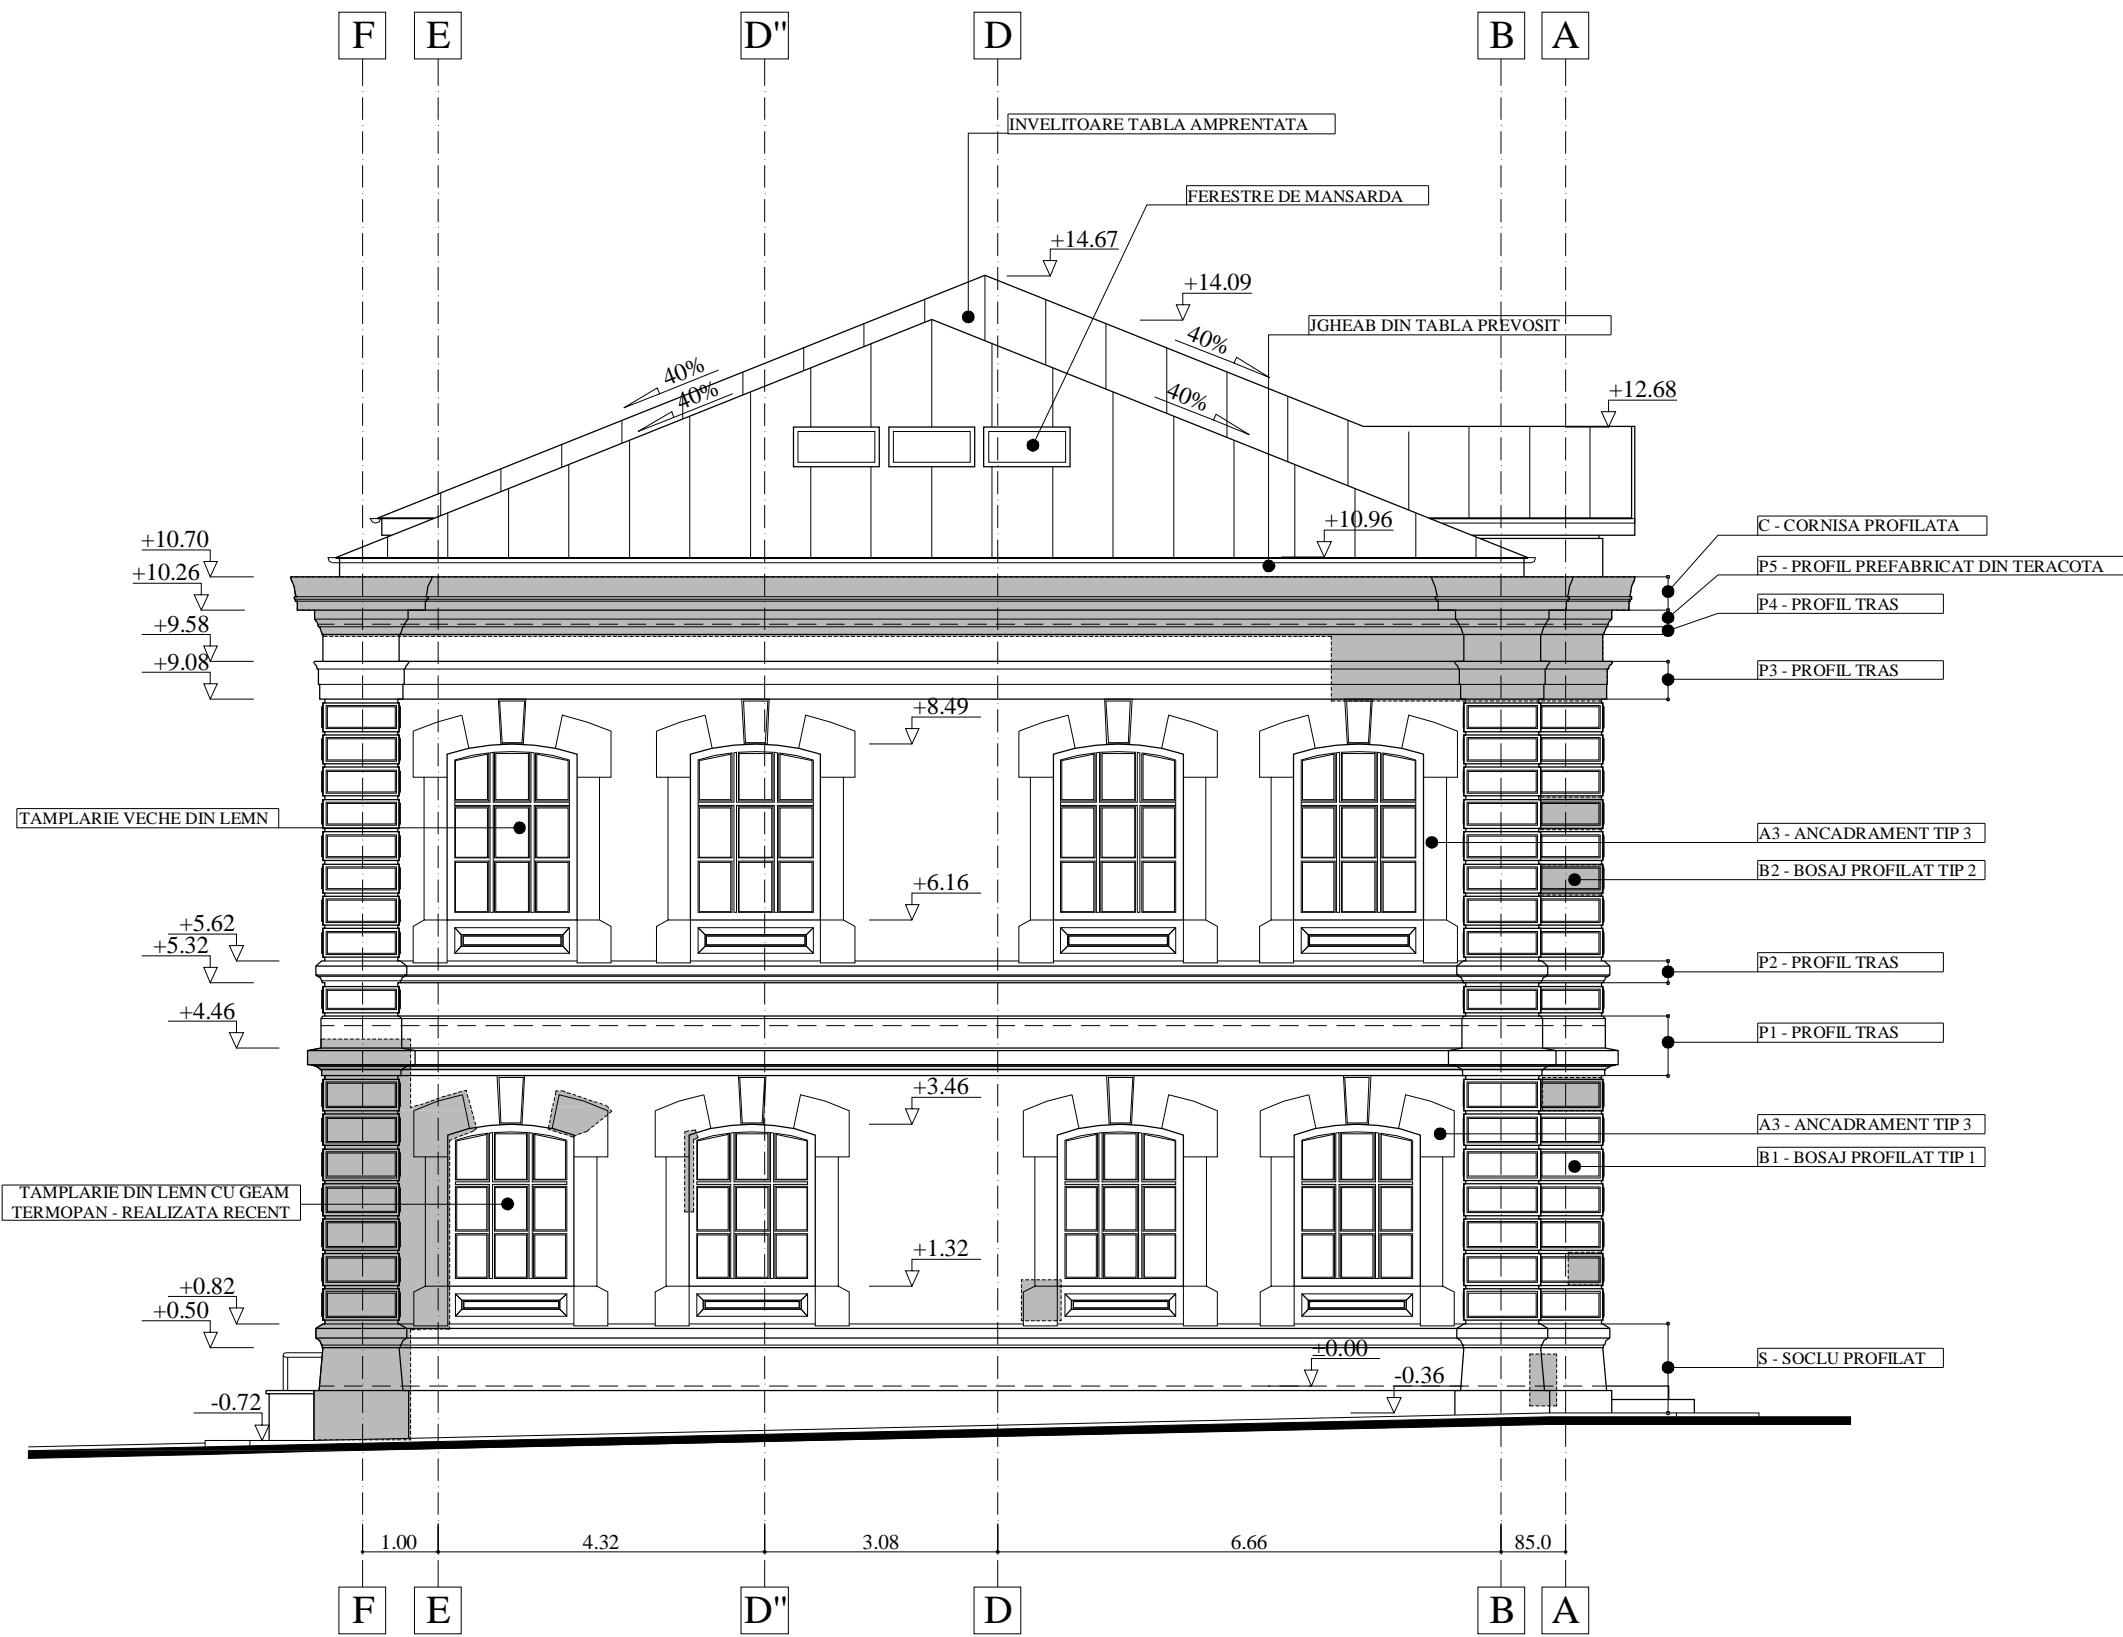 F E D" D B A
INVELITOARE TABLA AMPRENTATA
FERESTRE DE MANSARDA
+14.67
+14.09
JGHEAB DIN TABLA PREVOSIT
40%
40%
40%
40%
+12.68
+10.96
C - CORNISA PROFILATA
+10.70
P5 - PROFIL PREFABRICAT DIN TERACOTA
+10.26
P4 - PROFIL TRAS
+9.58
+9.08
P3 - PROFIL TRAS
+8.49
TAMPLARIE VECHE DIN LEMN
A3 - ANCADRAMENT TIP 3
B2 - BOSAJ PROFILAT TIP 2
+6.16
+5.62
+5.32
P2 - PROFIL TRAS
+4.46
P1 - PROFIL TRAS
+3.46
A3 - ANCADRAMENT TIP 3
B1 - BOSAJ PROFILAT TIP 1
TAMPLARIE DIN LEMN CU GEAM
TERMOPAN - REALIZATA RECENT
+1.32
+0.82
+0.50
±0.00
S - SOCLU PROFILAT
-0.36
-0.72
1.00 4.32 3.08 6.66 85.0
F E D" D B A